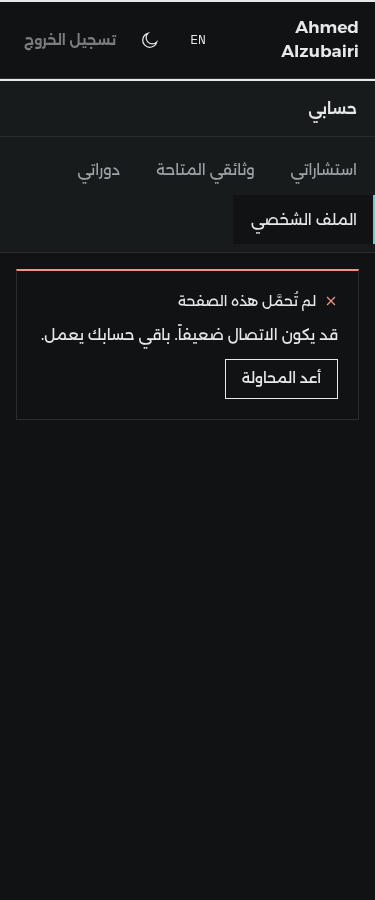 Ahmed
Alzubairi
EN
تسجيل الخروج
حسابي
استشاراتي
وثائقي المتاحة
دوراتي
الملف الشخصي
لم تُحمَّل هذه الصفحة
قد يكون الاتصال ضعيفاً. باقي حسابك يعمل.
أعد المحاولة